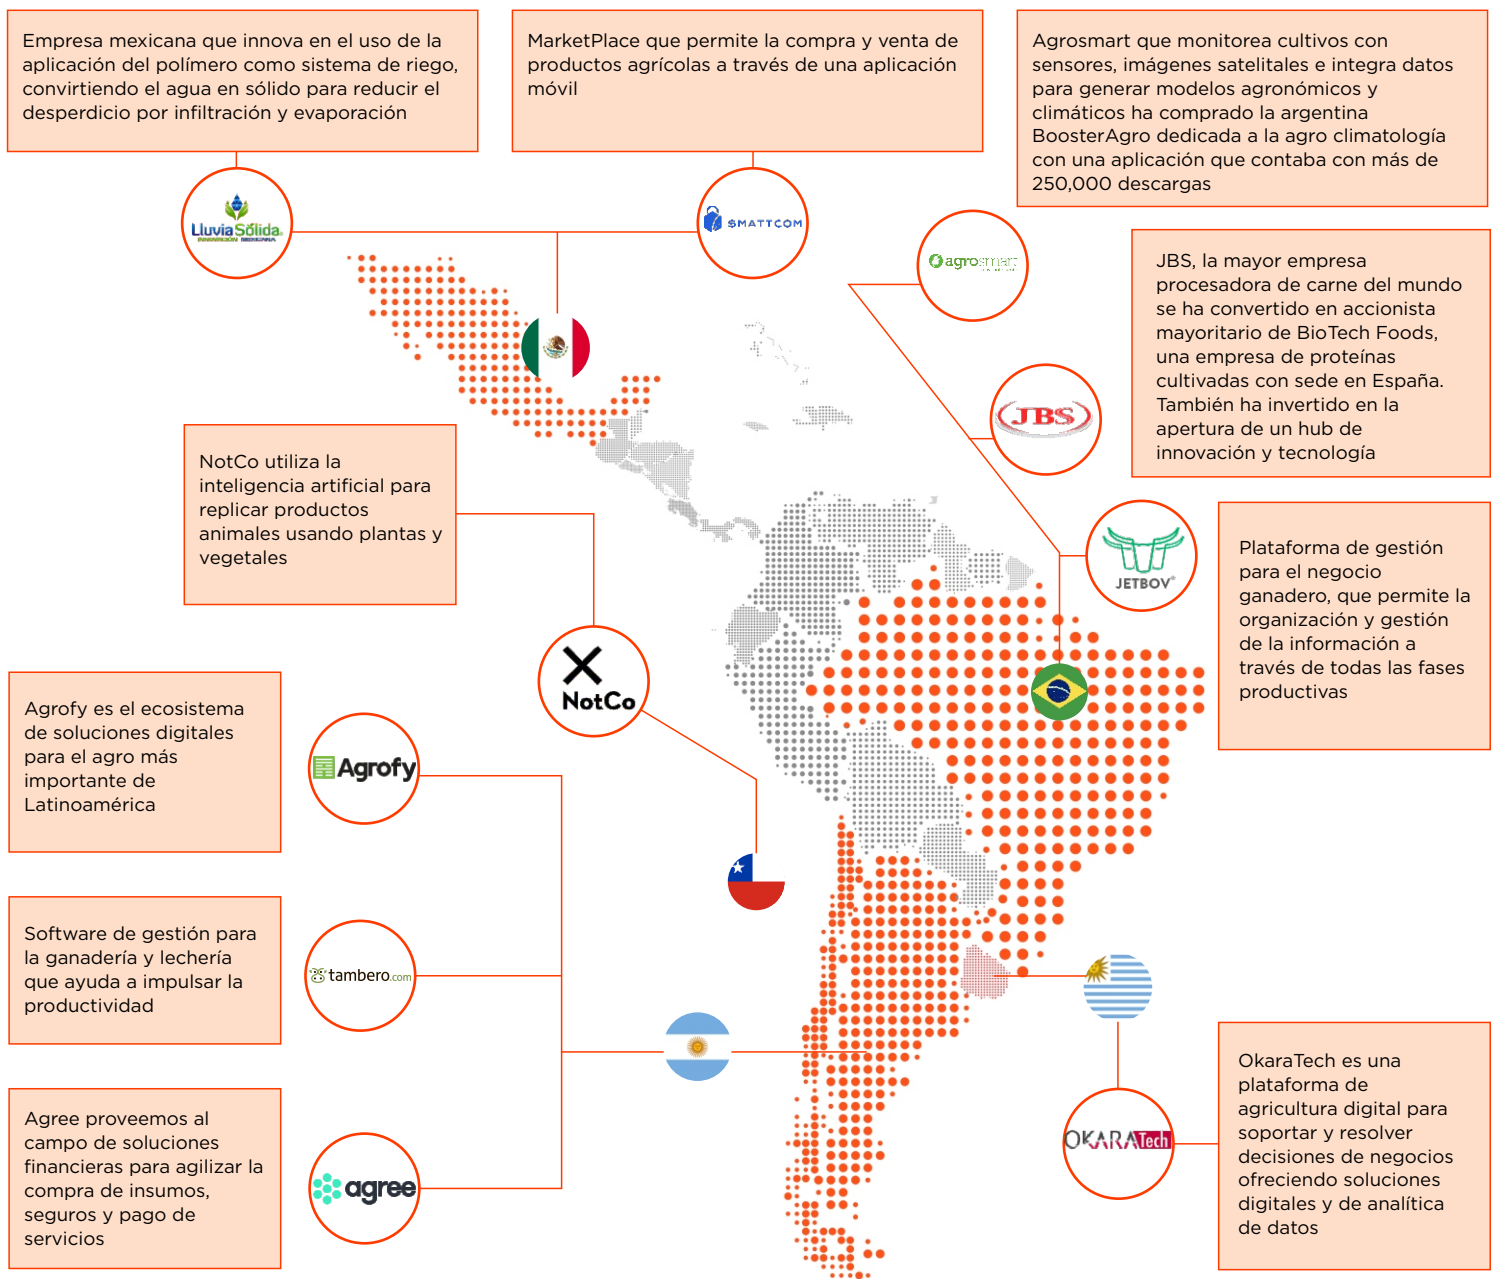 Empresa mexicana que innova en el uso de la
aplicación del polímero como sistema de riego,
convirtiendo el agua en sólido para reducir el
desperdicio por infiltración y evaporación
MarketPlace que permite la compra y venta de
productos agrícolas a través de una aplicación
móvil
Agrosmart que monitorea cultivos con
sensores, imágenes satelitales e integra datos
para generar modelos agronómicos y
climáticos ha comprado la argentina
BoosterAgro dedicada a la agro climatología
con una aplicación que contaba con más de
250,000 descargas
Lluvia Sólida
INNOVACIÓN MEXICANA
$MATTCOM
agrosmart
JBS, la mayor empresa
procesadora de carne del mundo
se ha convertido en accionista
mayoritario de BioTech Foods,
una empresa de proteínas
cultivadas con sede en España.
También ha invertido en la
apertura de un hub de
innovación y tecnología
JBS
NotCo utiliza la
inteligencia artificial para
replicar productos
animales usando plantas y
vegetales
JETBOV®
Plataforma de gestión
para el negocio
ganadero, que permite la
organización y gestión
de la información a
través de todas las fases
productivas
NotCo
Agrofy es el ecosistema
de soluciones digitales
para el agro más
importante de
Latinoamérica
Agrofy
Software de gestión para
la ganadería y lechería
que ayuda a impulsar la
productividad
tambero.com
Agree proveemos al
campo de soluciones
financieras para agilizar la
compra de insumos,
seguros y pago de
servicios
agree
OKARATech
OkaraTech es una
plataforma de
agricultura digital para
soportar y resolver
decisiones de negocios
ofreciendo soluciones
digitales y de analítica
de datos